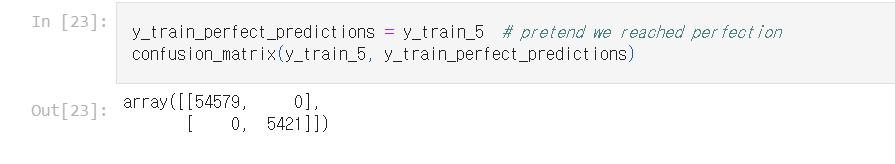 In [23]:
y_train_perfect_predictions = y_train_5  # pretend we reached perfection
confusion_matrix(y_train_5, y_train_perfect_predictions)
Out[23]:
array([[54579,     0],
       [    0,  5421]])